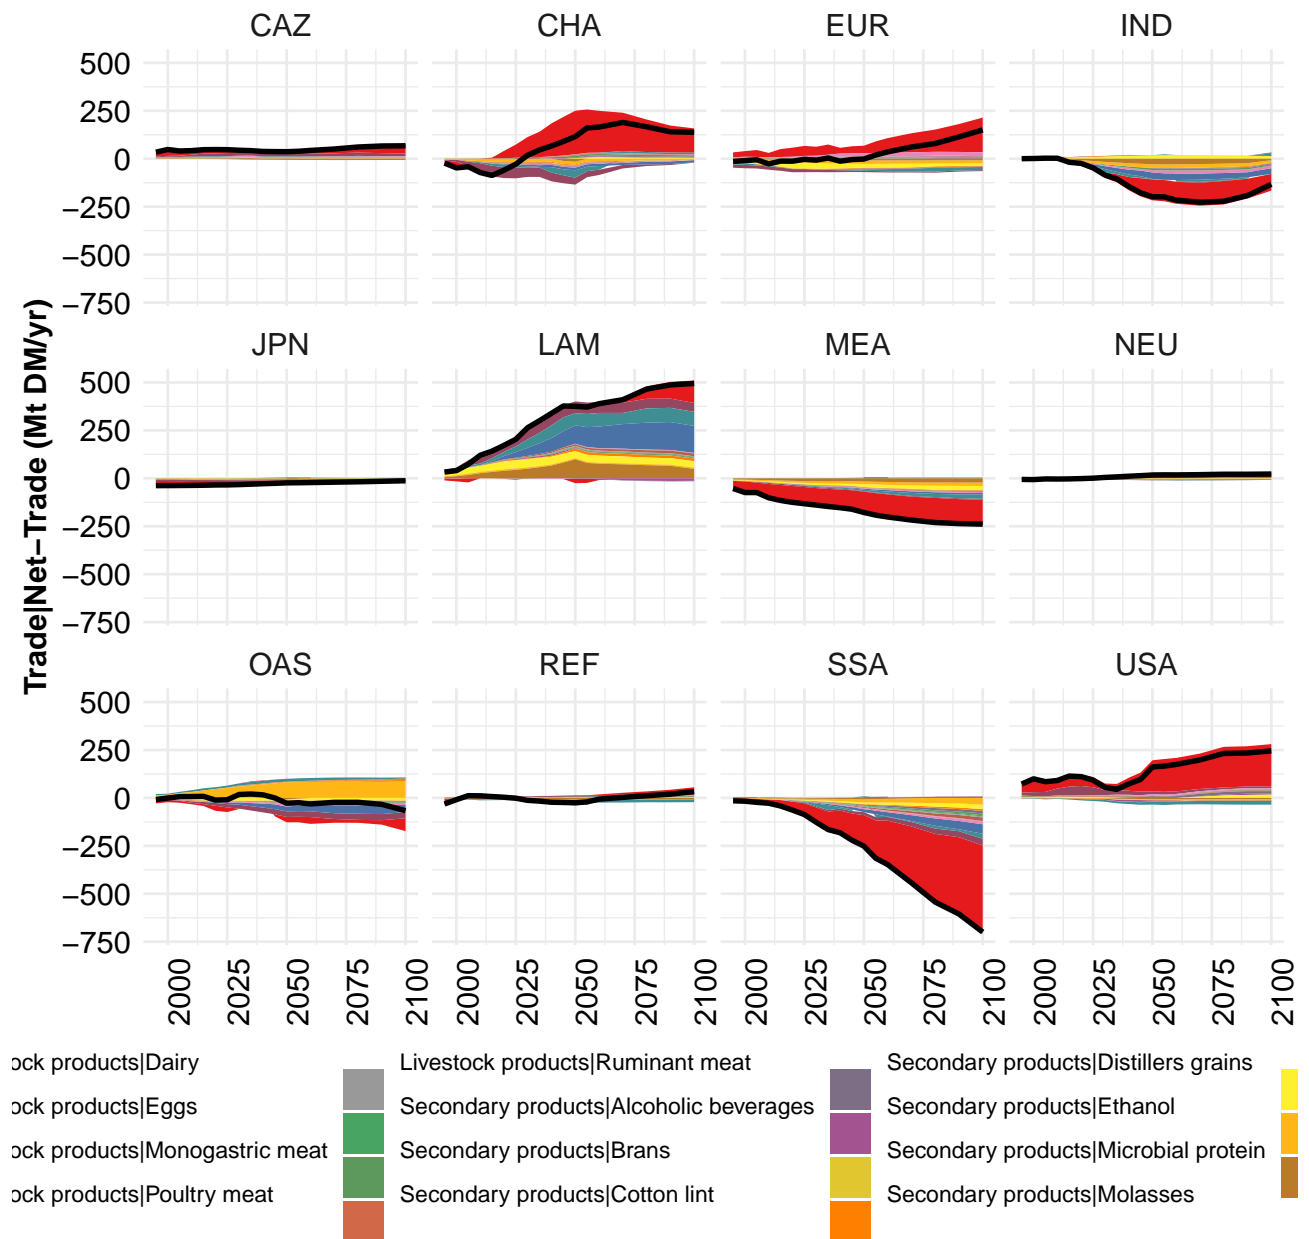 CAZ CHA EUR IND
500
250
0
−250
−500
−750
JPN LAM MEA NEU
500
250
0
−250
−500
−750
Trade|Net−Trade (Mt DM/yr)
OAS REF SSA USA
500
250
0
−250
−500
−750
2000 2025 2050 2075 2100 2000 2025 2050 2075 2100 2000 2025 2050 2075 2100 2000 2025 2050 2075 2100
ock products|Dairy Livestock products|Ruminant meat Secondary products|Distillers grains
ock products|Eggs Secondary products|Alcoholic beverages Secondary products|Ethanol
ock products|Monogastric meat Secondary products|Brans Secondary products|Microbial protein
ock products|Poultry meat Secondary products|Cotton lint Secondary products|Molasses